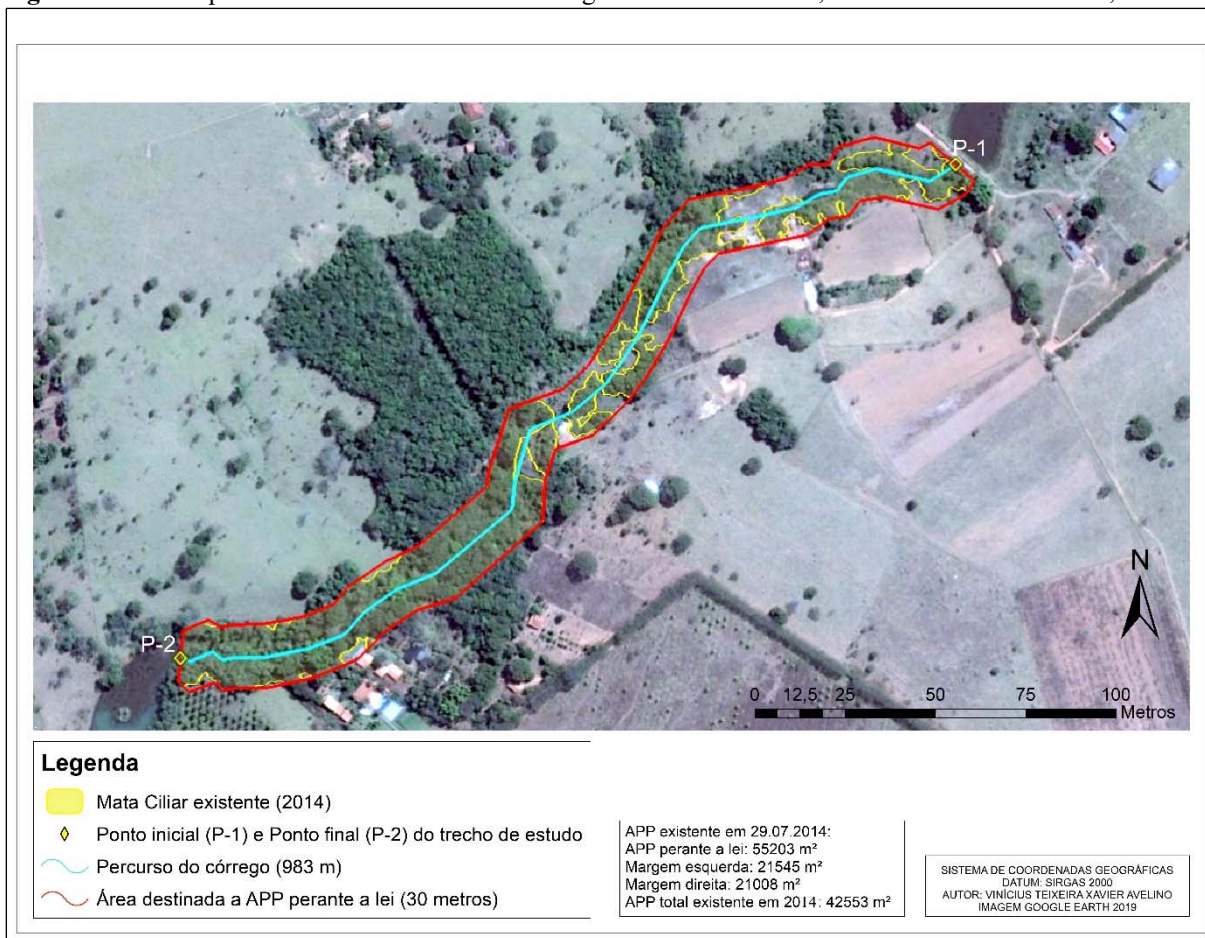 P-1
P-2
N
0 12,5 25 50 75 100
Metros
Legenda
Mata Ciliar existente (2014)
Ponto inicial (P-1) e Ponto final (P-2) do trecho de estudo
Percurso do córrego (983 m)
Área destinada a APP perante a lei (30 metros)
APP existente em 29.07.2014:
APP perante a lei: 55203 m²
Margem esquerda: 21545 m²
Margem direita: 21008 m²
APP total existente em 2014: 42553 m²
SISTEMA DE COORDENADAS GEOGRÁFICAS
DATUM: SIRGAS 2000
AUTOR: VINÍCIUS TEIXEIRA XAVIER AVELINO
IMAGEM GOOGLE EARTH 2019